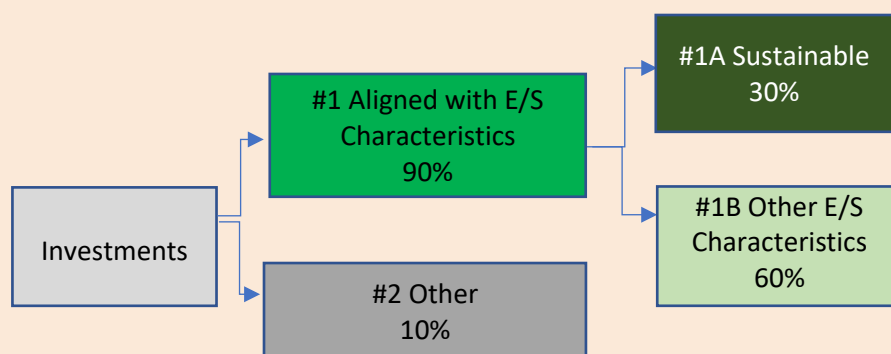 Investments
#1 Aligned with E/S
Characteristics
90%
#2 Other
10%
#1A Sustainable
30%
#1B Other E/S
Characteristics
60%